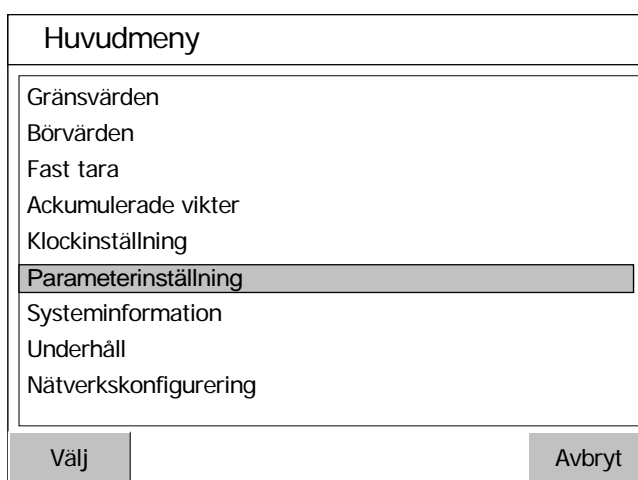 Huvudmeny
Gränsvärden
Börvärden
Fast tara
Ackumulerade vikter
Klockinställning
Parameterinställning
Systeminformation
Underhåll
Nätverkskonfigurering
Välj Avbryt